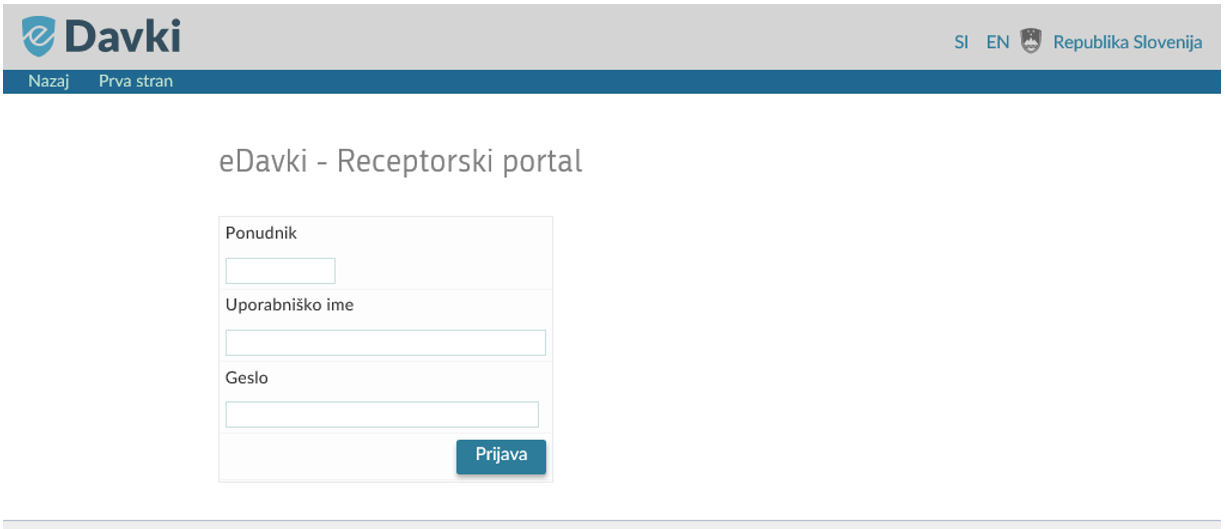 e Davki
SI EN Republika Slovenija
Nazaj Prva stran
eDavki - Receptorski portal
Ponudnik
Uporabniško ime
Geslo
Prijava